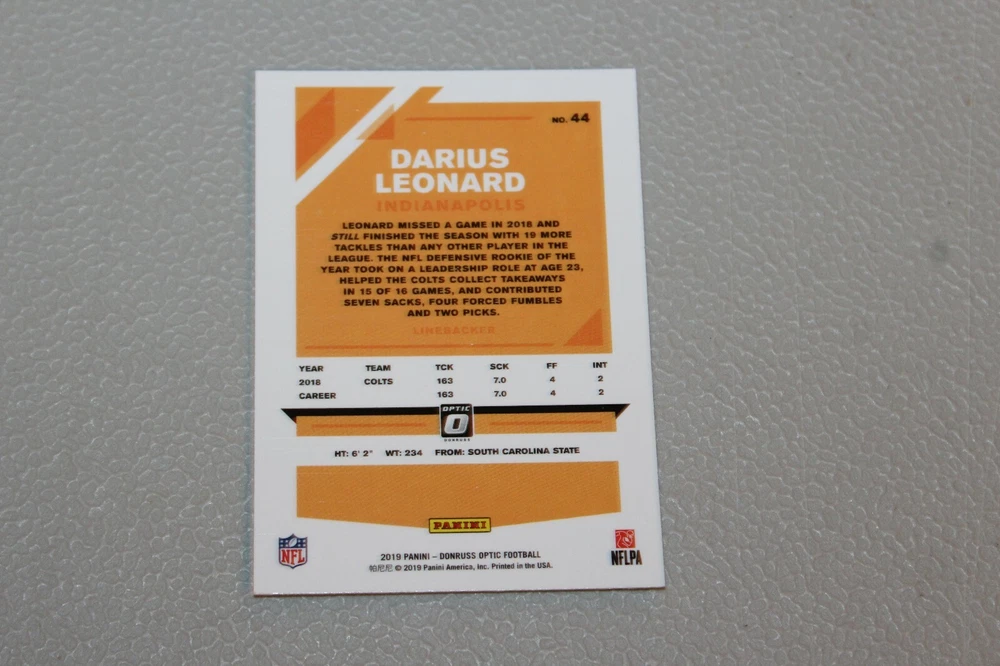 NO. 44
DARIUS
LEONARD
INDIANAPOLIS
LEONARD MISSED A GAME IN 2018 AND
STILL FINISHED THE SEASON WITH 19 MORE
TACKLES THAN ANY OTHER PLAYER IN THE
LEAGUE. THE NFL DEFENSIVE ROOKIE OF THE
YEAR TOOK ON A LEADERSHIP ROLE AT AGE 23,
HELPED THE COLTS COLLECT TAKEAWAYS
IN 15 OF 16 GAMES, AND CONTRIBUTED
SEVEN SACKS, FOUR FORCED FUMBLES
AND TWO PICKS.
LINEBACKER
YEAR TEAM TCK SCK FF INT
2018 COLTS 163 7.0 4 2
CAREER 163 7.0 4 2
OPTIC
O
DONRUSS
HT: 6' 2" WT: 234 FROM: SOUTH CAROLINA STATE
PANINI
NFL
NFLPA
2019 PANINI – DONRUSS OPTIC FOOTBALL
帕尼尼 © 2019 Panini America, Inc. Printed in the USA.